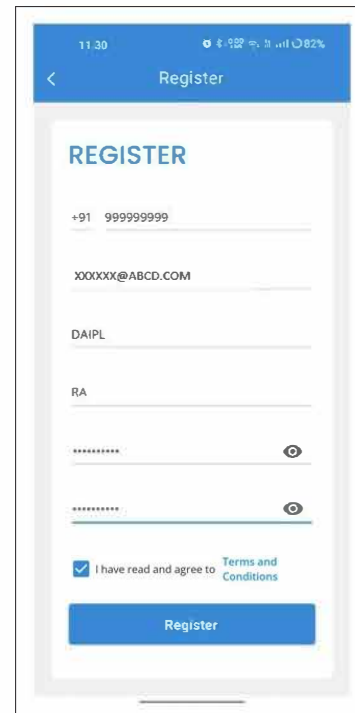 11:30
82%
Register
REGISTER
+91 999999999
XXXXXX@ABCD.COM
DAIPL
RA
••••••••••
••••••••••
I have read and agree to Terms and
Conditions
Register